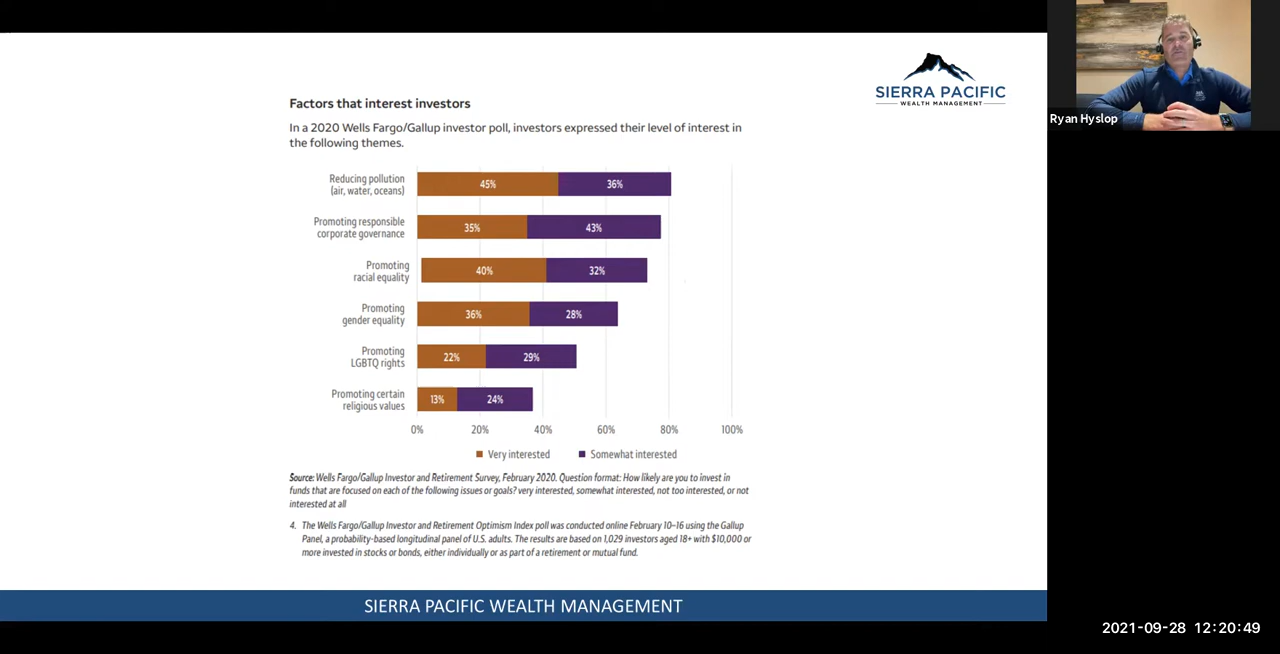 SIERRA PACIFIC
WEALTH MANAGEMENT
Ryan Hyslop
Factors that interest investors
In a 2020 Wells Fargo/Gallup investor poll, investors expressed their level of interest in
the following themes.
Reducing pollution
(air, water, oceans)
45%
36%
Promoting responsible
corporate governance
35%
43%
Promoting
racial equality
40%
32%
Promoting
gender equality
36%
28%
Promoting
LGBTQ rights
22%
29%
Promoting certain
religious values
13%
24%
0%
20%
40%
60%
80%
100%
Very interested
Somewhat interested
Source: Wells Fargo/Gallup Investor and Retirement Survey, February 2020. Question format: How likely are you to invest in
funds that are focused on each of the following issues or goals? very interested, somewhat interested, not too interested, or not
interested at all
4. The Wells Fargo/Gallup Investor and Retirement Optimism Index poll was conducted online February 10–16 using the Gallup
Panel, a probability-based longitudinal panel of U.S. adults. The results are based on 1,029 investors aged 18+ with $10,000 or
more invested in stocks or bonds, either individually or as part of a retirement or mutual fund.
SIERRA PACIFIC WEALTH MANAGEMENT
2021-09-28 12:20:49